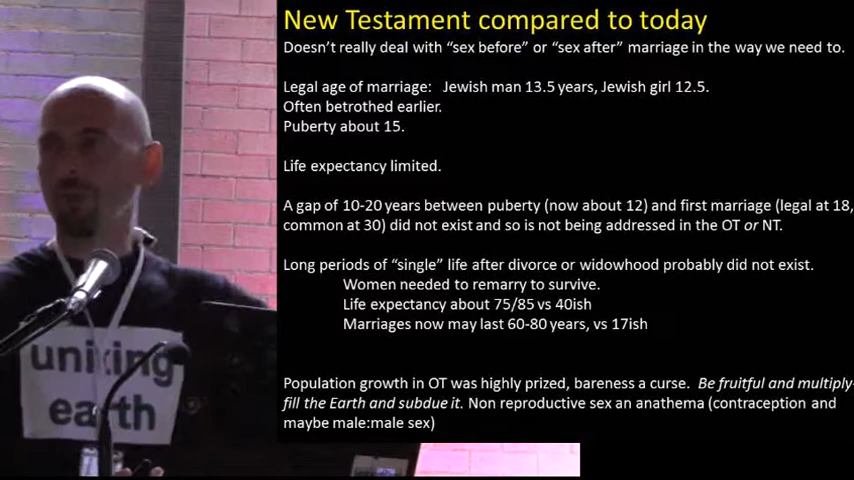 New Testament compared to today
Doesn't really deal with "sex before" or "sex after" marriage in the way we need to.
Legal age of marriage: Jewish man 13.5 years, Jewish girl 12.5.
Often betrothed earlier.
Puberty about 15.
Life expectancy limited.
A gap of 10-20 years between puberty (now about 12) and first marriage (legal at 18,
common at 30) did not exist and so is not being addressed in the OT or NT.
Long periods of "single" life after divorce or widowhood probably did not exist.
Women needed to remarry to survive.
Life expectancy about 75/85 vs 40ish
Marriages now may last 60-80 years, vs 17ish
Population growth in OT was highly prized, bareness a curse. Be fruitful and multiply-
fill the Earth and subdue it. Non reproductive sex an anathema (contraception and
maybe male:male sex)
uniting
earth